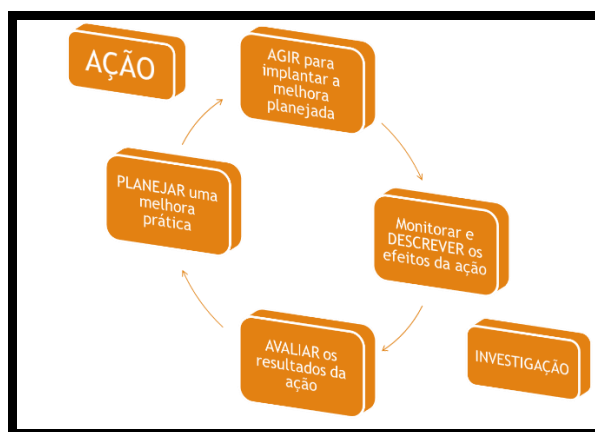 AÇÃO
AGIR para
implantar a
melhora
planejada
PLANEJAR uma
melhora
prática
Monitorar e
DESCREVER os
efeitos da ação
AVALIAR os
resultados da
ação
INVESTIGAÇÃO